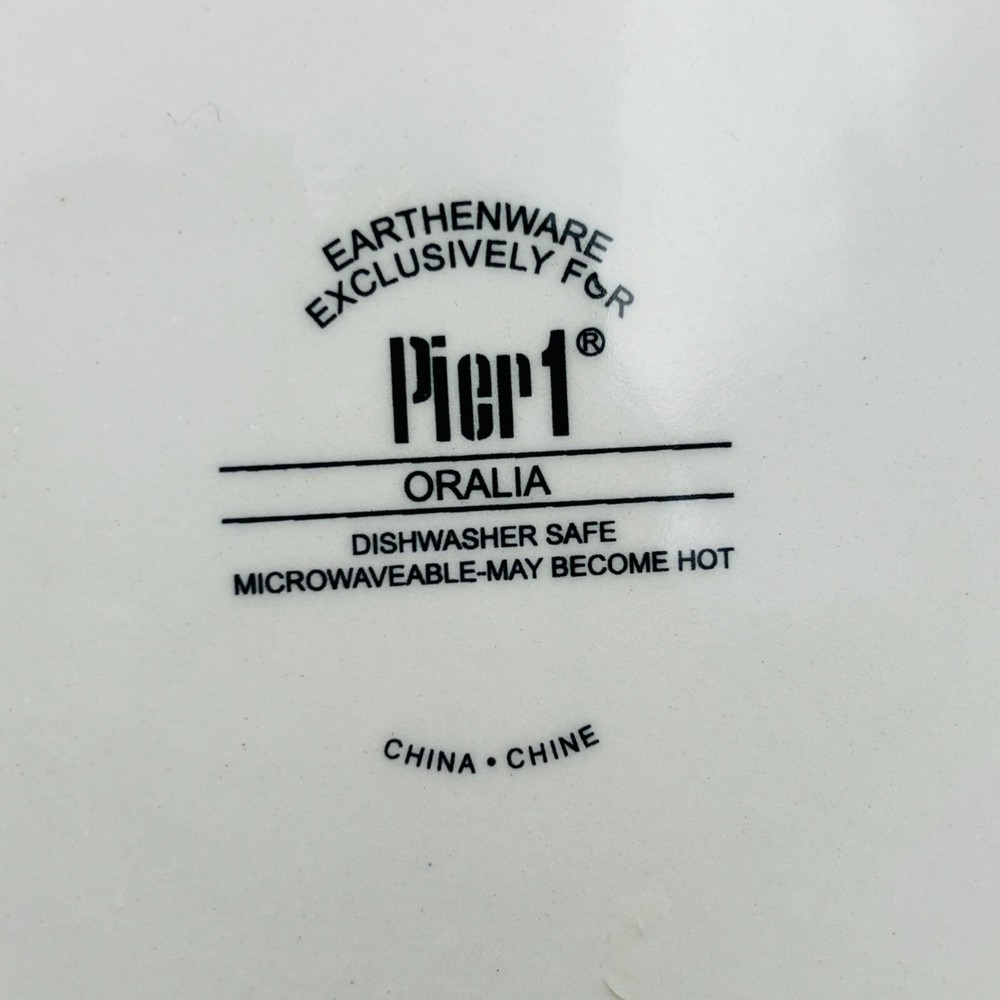 EARTHENWARE
EXCLUSIVELY FOR
Pier1®
ORALIA
DISHWASHER SAFE
MICROWAVEABLE-MAY BECOME HOT
CHINA • CHINE